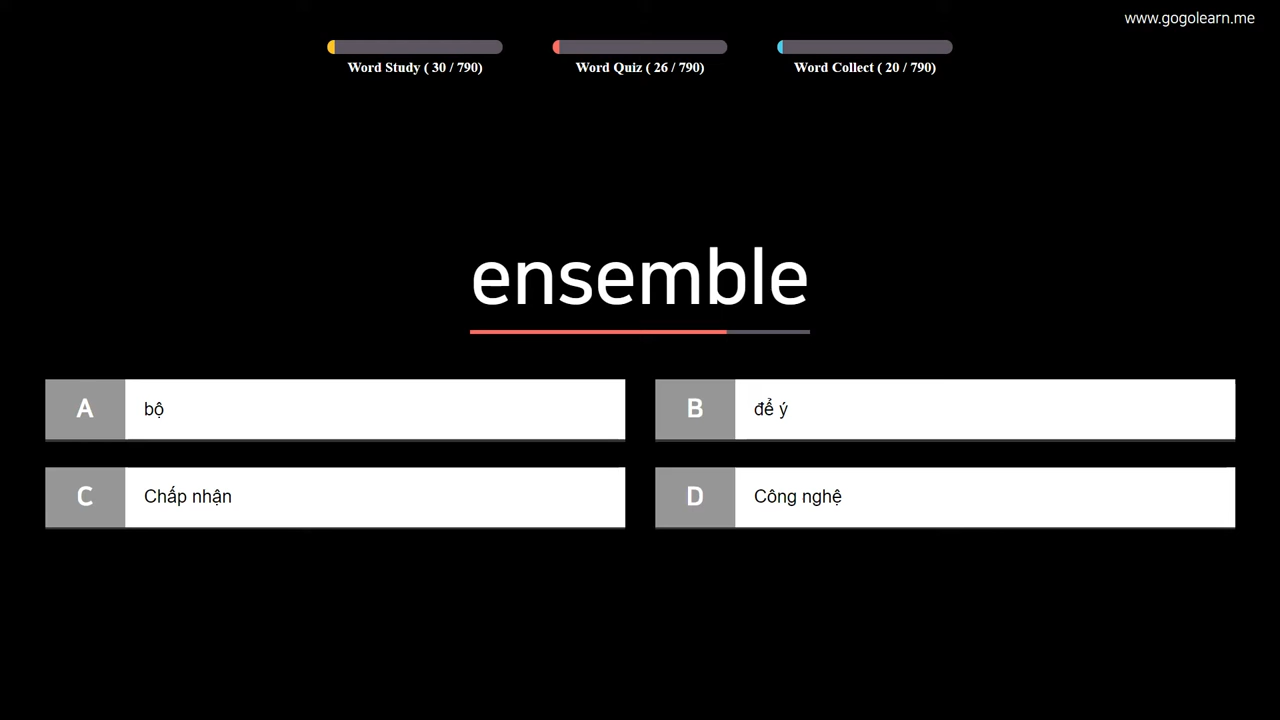 www.gogolearn.me
Word Study ( 30 / 790)
Word Quiz ( 26 / 790)
Word Collect ( 20 / 790)
ensemble
A bộ
B để ý
C Chấp nhận
D Công nghệ